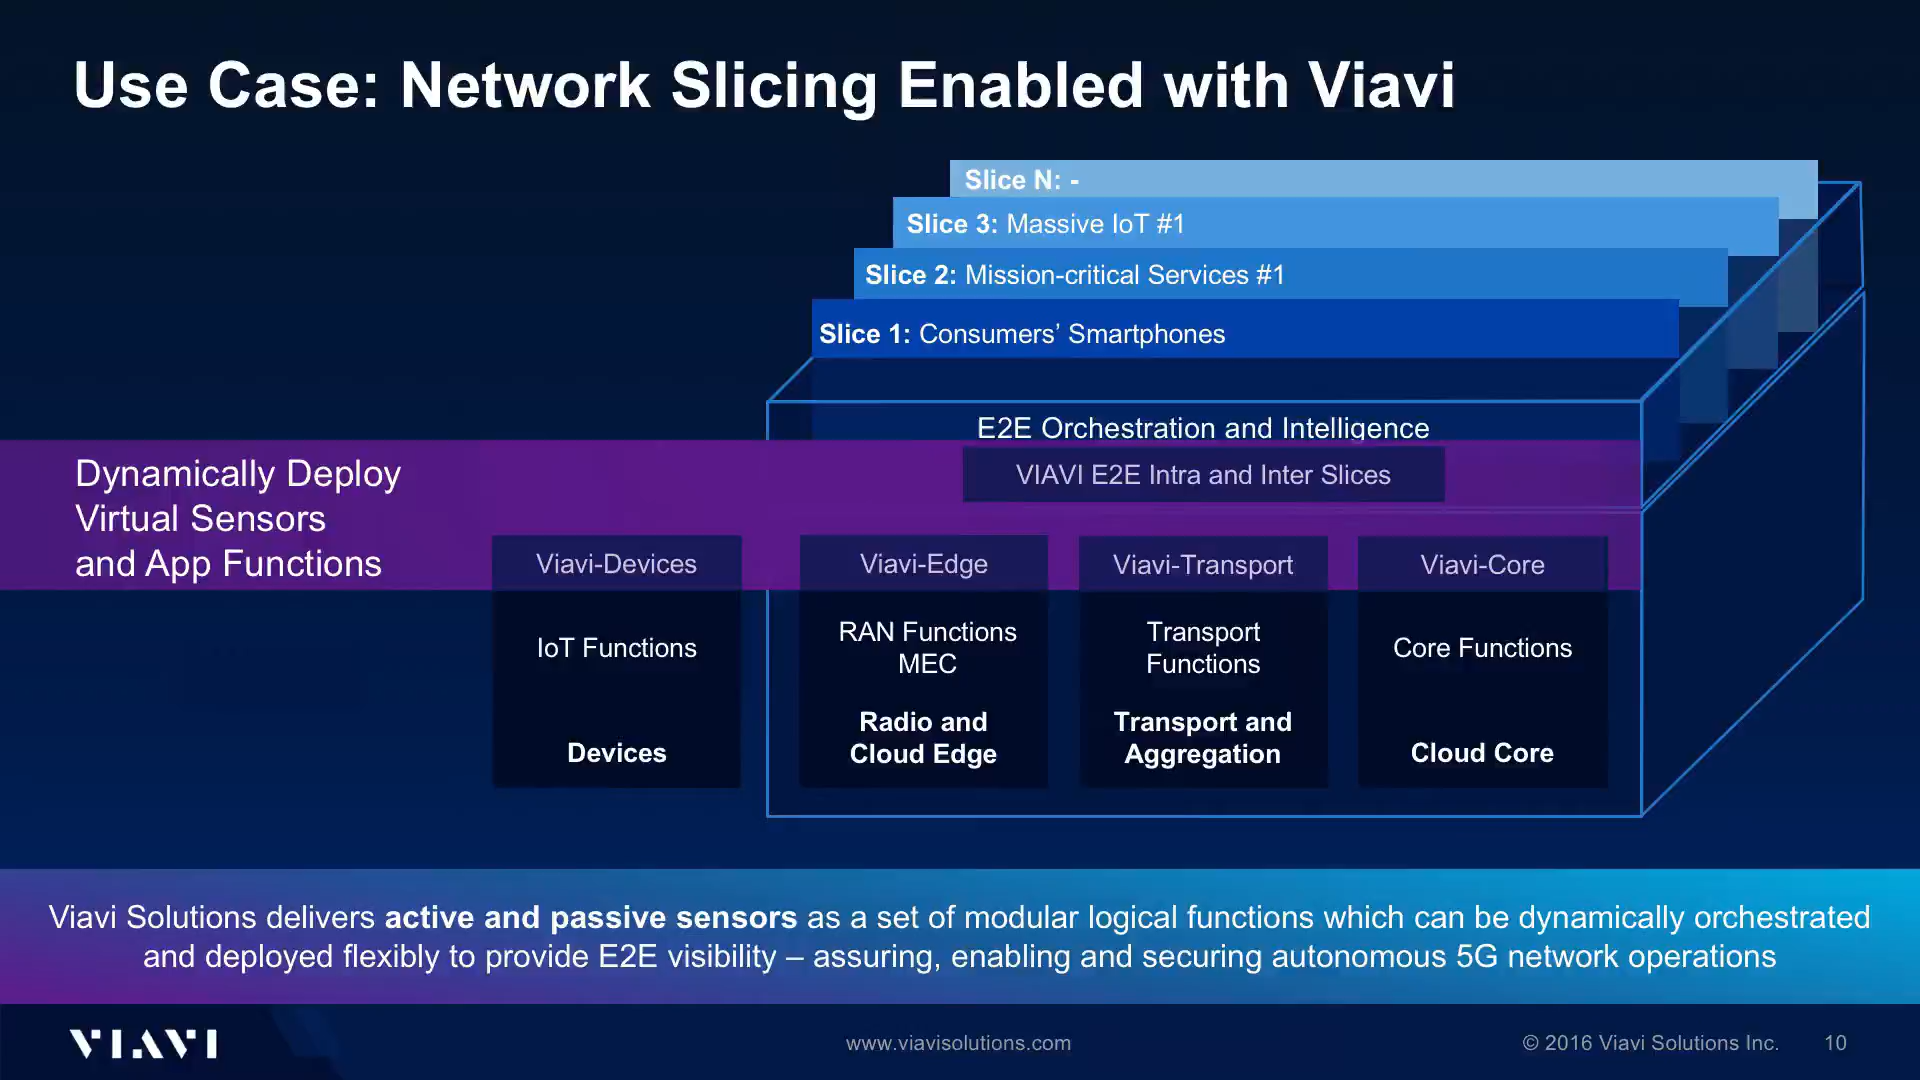 Use Case: Network Slicing Enabled with Viavi
Slice N: -
Slice 3: Massive IoT #1
Slice 2: Mission-critical Services #1
Slice 1: Consumers’ Smartphones
E2E Orchestration and Intelligence
VIAVI E2E Intra and Inter Slices
Dynamically Deploy
Virtual Sensors
and App Functions
Viavi-Devices
IoT Functions
Devices
Viavi-Edge
RAN Functions
MEC
Radio and
Cloud Edge
Viavi-Transport
Transport
Functions
Transport and
Aggregation
Viavi-Core
Core Functions
Cloud Core
Viavi Solutions delivers active and passive sensors as a set of modular logical functions which can be dynamically orchestrated
and deployed flexibly to provide E2E visibility – assuring, enabling and securing autonomous 5G network operations
VIAVI
www.viavisolutions.com
© 2016 Viavi Solutions Inc.
10